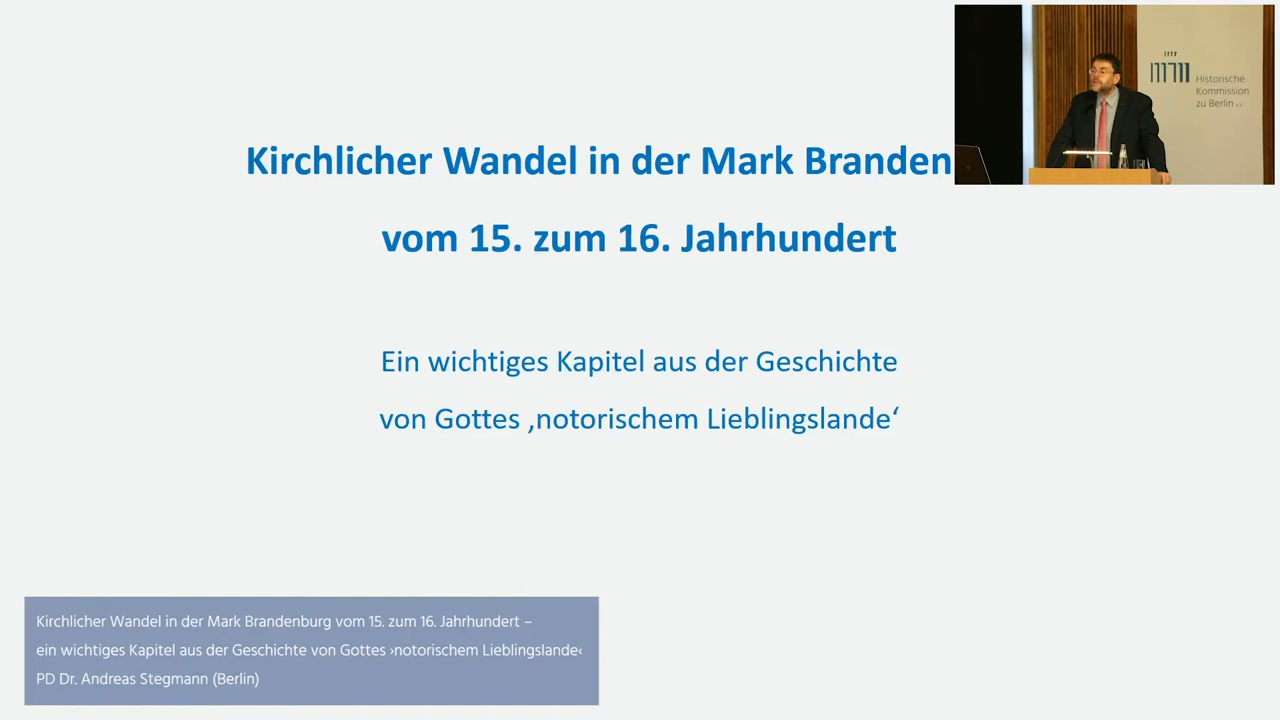 Kirchlicher Wandel in der Mark Branden
vom 15. zum 16. Jahrhundert
Ein wichtiges Kapitel aus der Geschichte
von Gottes ‚notorischem Lieblingslande‘
Historische
Kommission
zu Berlin e.V.
Kirchlicher Wandel in der Mark Brandenburg vom 15. zum 16. Jahrhundert –
ein wichtiges Kapitel aus der Geschichte von Gottes ›notorischem Lieblingslande‹
PD Dr. Andreas Stegmann (Berlin)